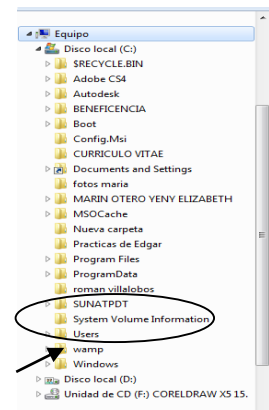 Equipo
Disco local (C:)
$RECYCLE.BIN
Adobe CS4
Autodesk
BENEFICENCIA
Boot
Config.Msi
CURRICULO VITAE
Documents and Settings
fotos maria
MARIN OTERO YENY ELIZABETH
MSOCache
Nueva carpeta
Practicas de Edgar
Program Files
ProgramData
roman villalobos
SUNATPDT
System Volume Information
Users
wamp
Windows
Disco local (D:)
Unidad de CD (F:) CORELDRAW X5 15.